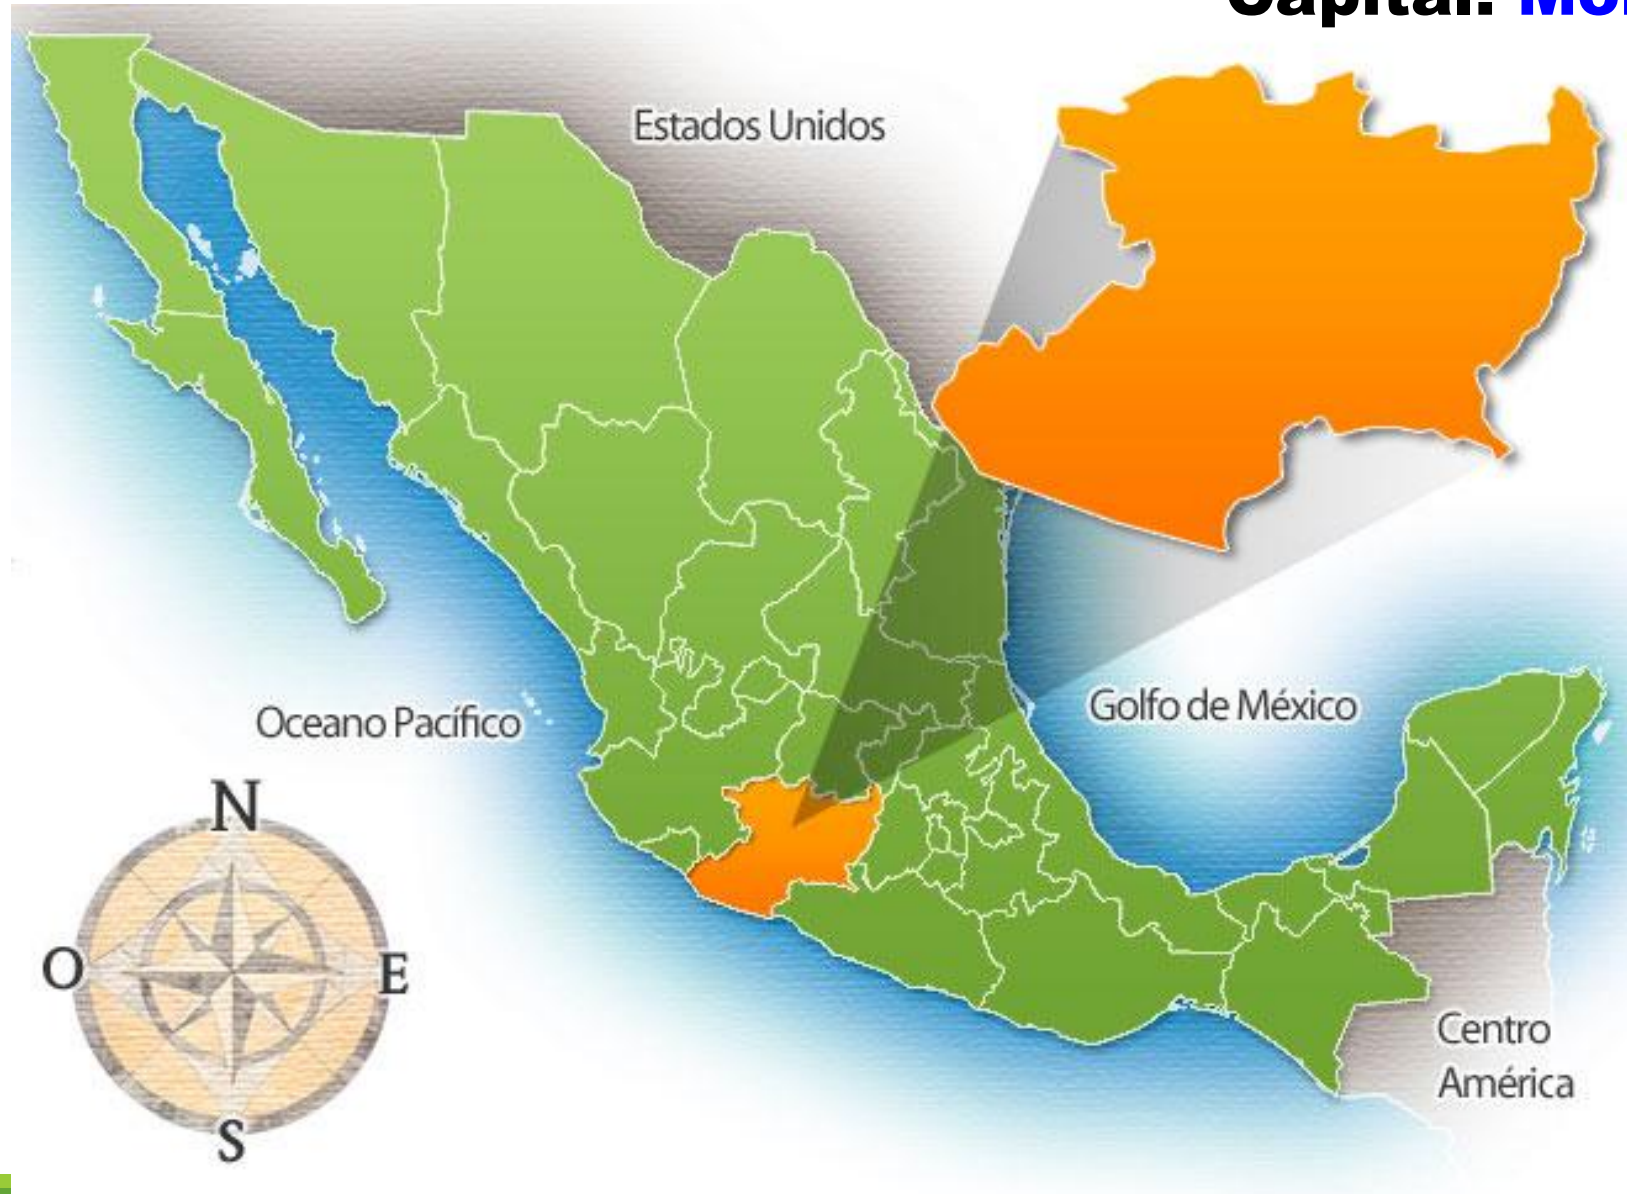 Capital:
Estados Unidos
Golfo de México
Oceano Pacífico
N
O
E
S
Centro
América